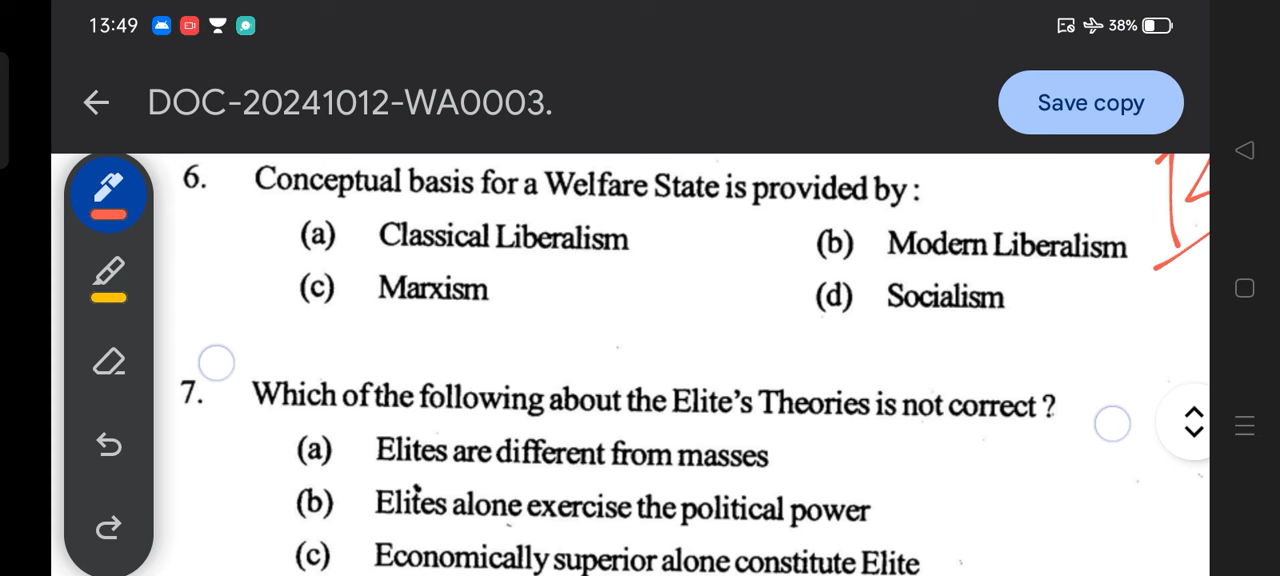 13:49
38%
DOC-20241012-WA0003.
Save copy
6. Conceptual basis for a Welfare State is provided by :
(a) Classical Liberalism (b) Modern Liberalism
(c) Marxism (d) Socialism
7. Which of the following about the Elite's Theories is not correct ?
(a) Elites are different from masses
(b) Elites alone exercise the political power
(c) Economically superior alone constitute Elite